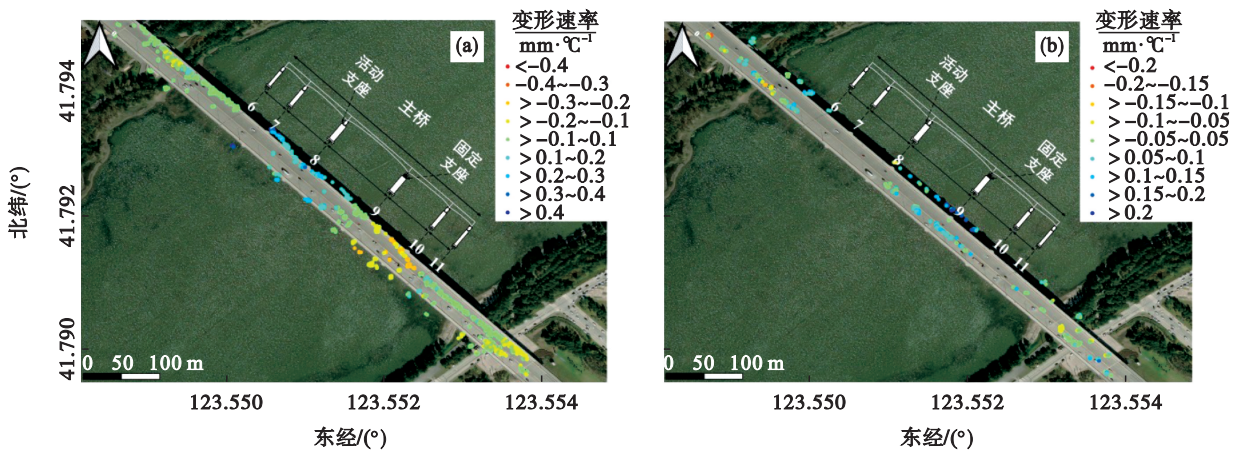 变形速率
mm·℃⁻¹
(a)
<-0.4
-0.4~-0.3
>-0.3~-0.2
>-0.2~-0.1
>-0.1~0.1
>0.1~0.2
>0.2~0.3
>0.3~0.4
>0.4
活动
支座
主桥
固定
支座
6
7
8
9
10
11
0 50 100 m
41.794
41.792
41.790
北纬/(°)
123.550 123.552 123.554
东经/(°)
变形速率
mm·℃⁻¹
(b)
<-0.2
-0.2~-0.15
>-0.15~-0.1
>-0.1~-0.05
>-0.05~0.05
>0.05~0.1
>0.1~0.15
>0.15~0.2
>0.2
活动
支座
主桥
固定
支座
6
7
8
9
10
11
0 50 100 m
123.550 123.552 123.554
东经/(°)